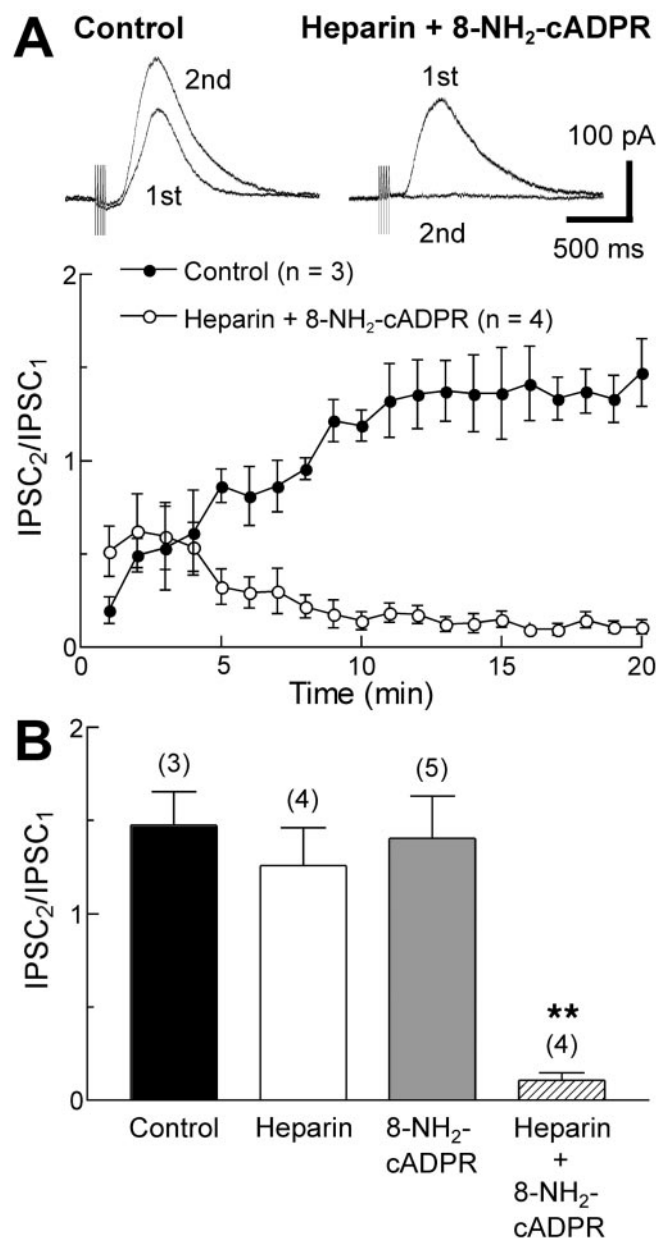 A
Control
Heparin + 8-NH₂-cADPR
2nd
1st
1st
2nd
100 pA
500 ms
Control (n = 3)
Heparin + 8-NH₂-cADPR (n = 4)
IPSC₂/IPSC₁
2
1
0
0
5
10
15
20
Time (min)
B
IPSC₂/IPSC₁
2
1
0
(3)
(4)
(5)
**
(4)
Control
Heparin
8-NH₂-
cADPR
Heparin
+
8-NH₂-
cADPR